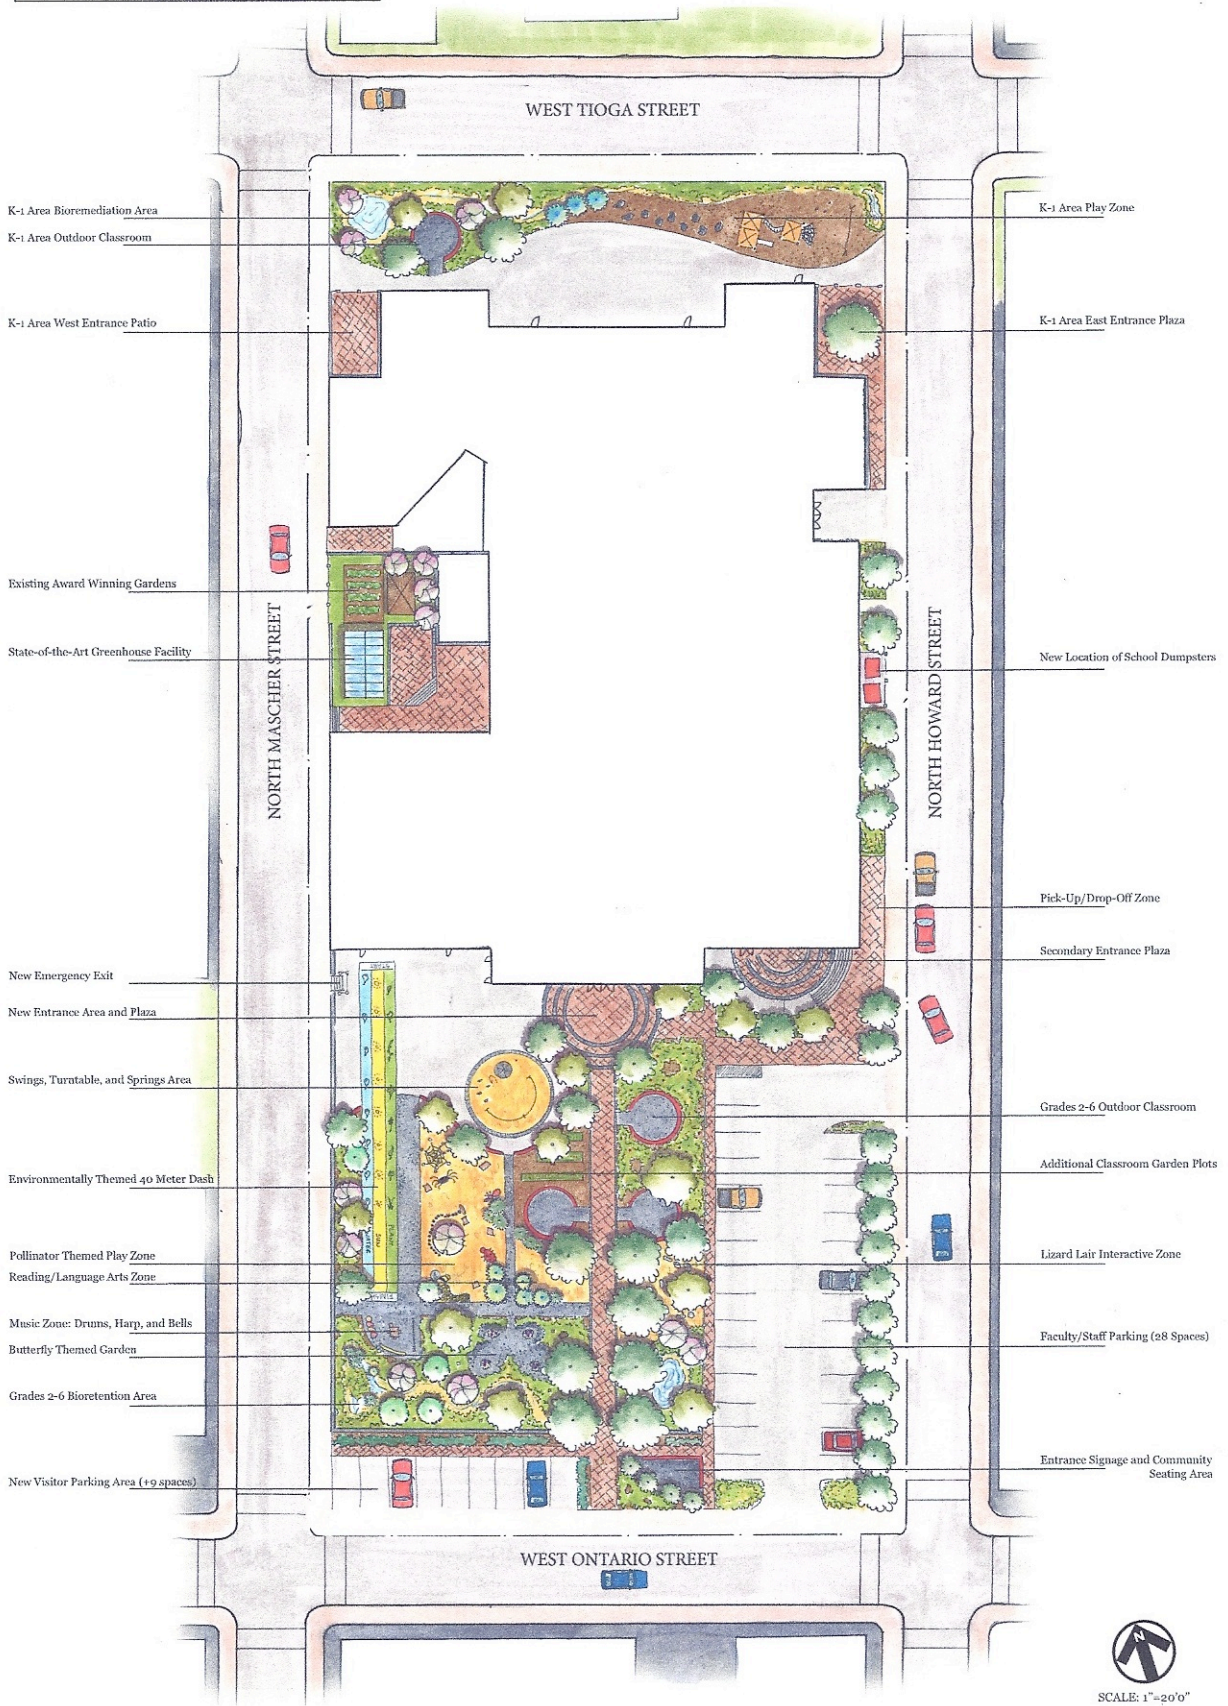 WEST TIOGA STREET
K-1 Area Bioremediation Area
K-1 Area Outdoor Classroom
K-1 Area West Entrance Patio
Existing Award Winning Gardens
State-of-the-Art Greenhouse Facility
NORTH MASCHER STREET
New Emergency Exit
New Entrance Area and Plaza
Swings, Turntable, and Springs Area
Environmentally Themed 40 Meter Dash
Pollinator Themed Play Zone
Reading/Language Arts Zone
Music Zone: Drums, Harp, and Bells
Butterfly Themed Garden
Grades 2-6 Bioretention Area
New Visitor Parking Area (+9 spaces)
START
WATER
SUN
PLANT
K-1 Area Play Zone
K-1 Area East Entrance Plaza
New Location of School Dumpsters
NORTH HOWARD STREET
Pick-Up/Drop-Off Zone
Secondary Entrance Plaza
Grades 2-6 Outdoor Classroom
Additional Classroom Garden Plots
Lizard Lair Interactive Zone
Faculty/Staff Parking (28 Spaces)
Entrance Signage and Community
Seating Area
WEST ONTARIO STREET
N
SCALE: 1"=20'0"